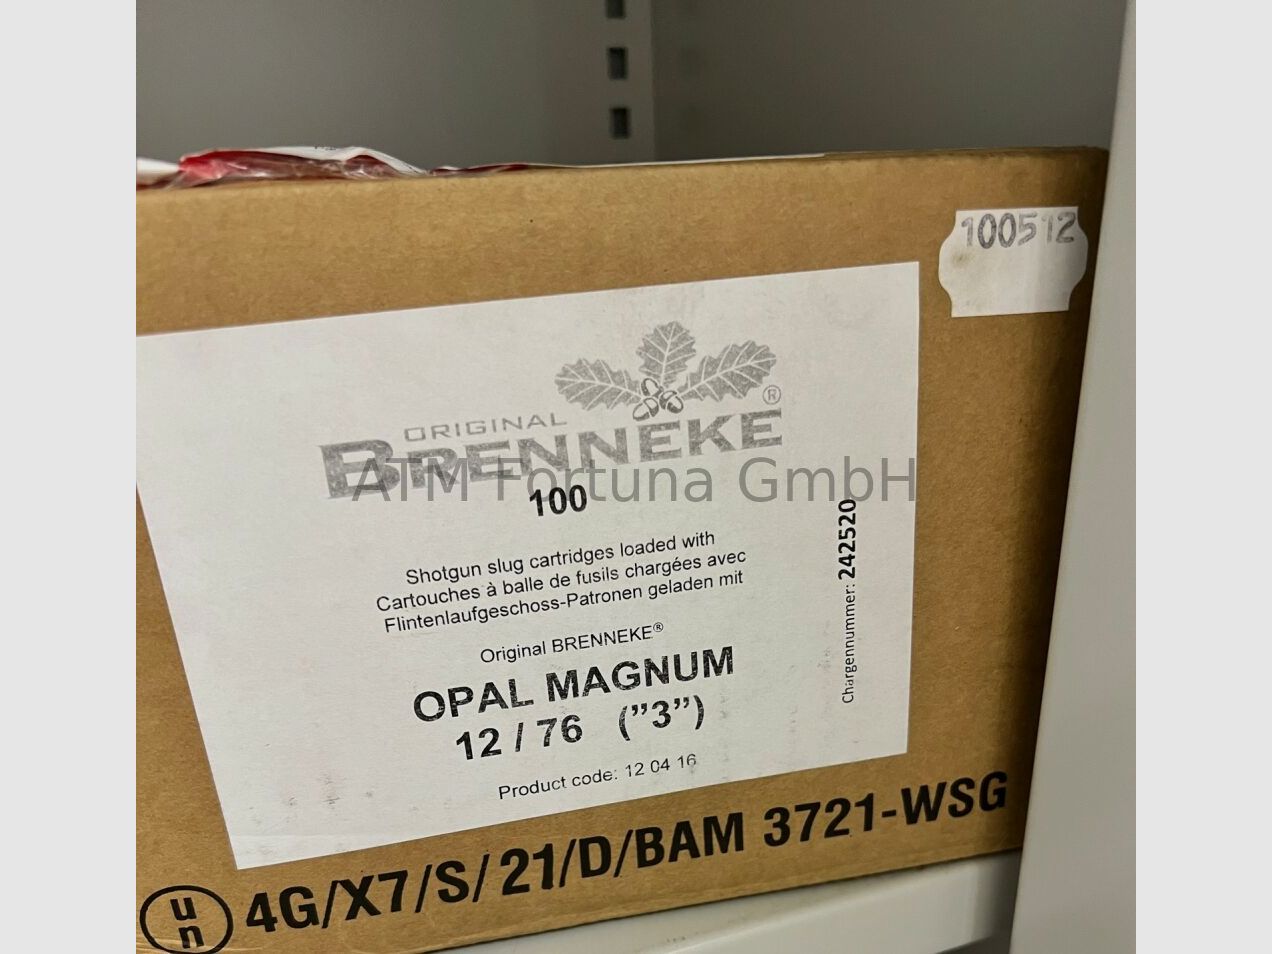 100512
ORIGINAL
BRENNEKE®
ATM Fortuna GmbH
100
Shotgun slug cartridges loaded with
Cartouches à balle de fusils chargées avec
Flintenlaufgeschoss-Patronen geladen mit
Original BRENNEKE®
OPAL MAGNUM
12 / 76 (”3”)
Product code: 12 04 16
Chargennummer: 242520
un 4G/X7/S/21/D/BAM 3721-WSG